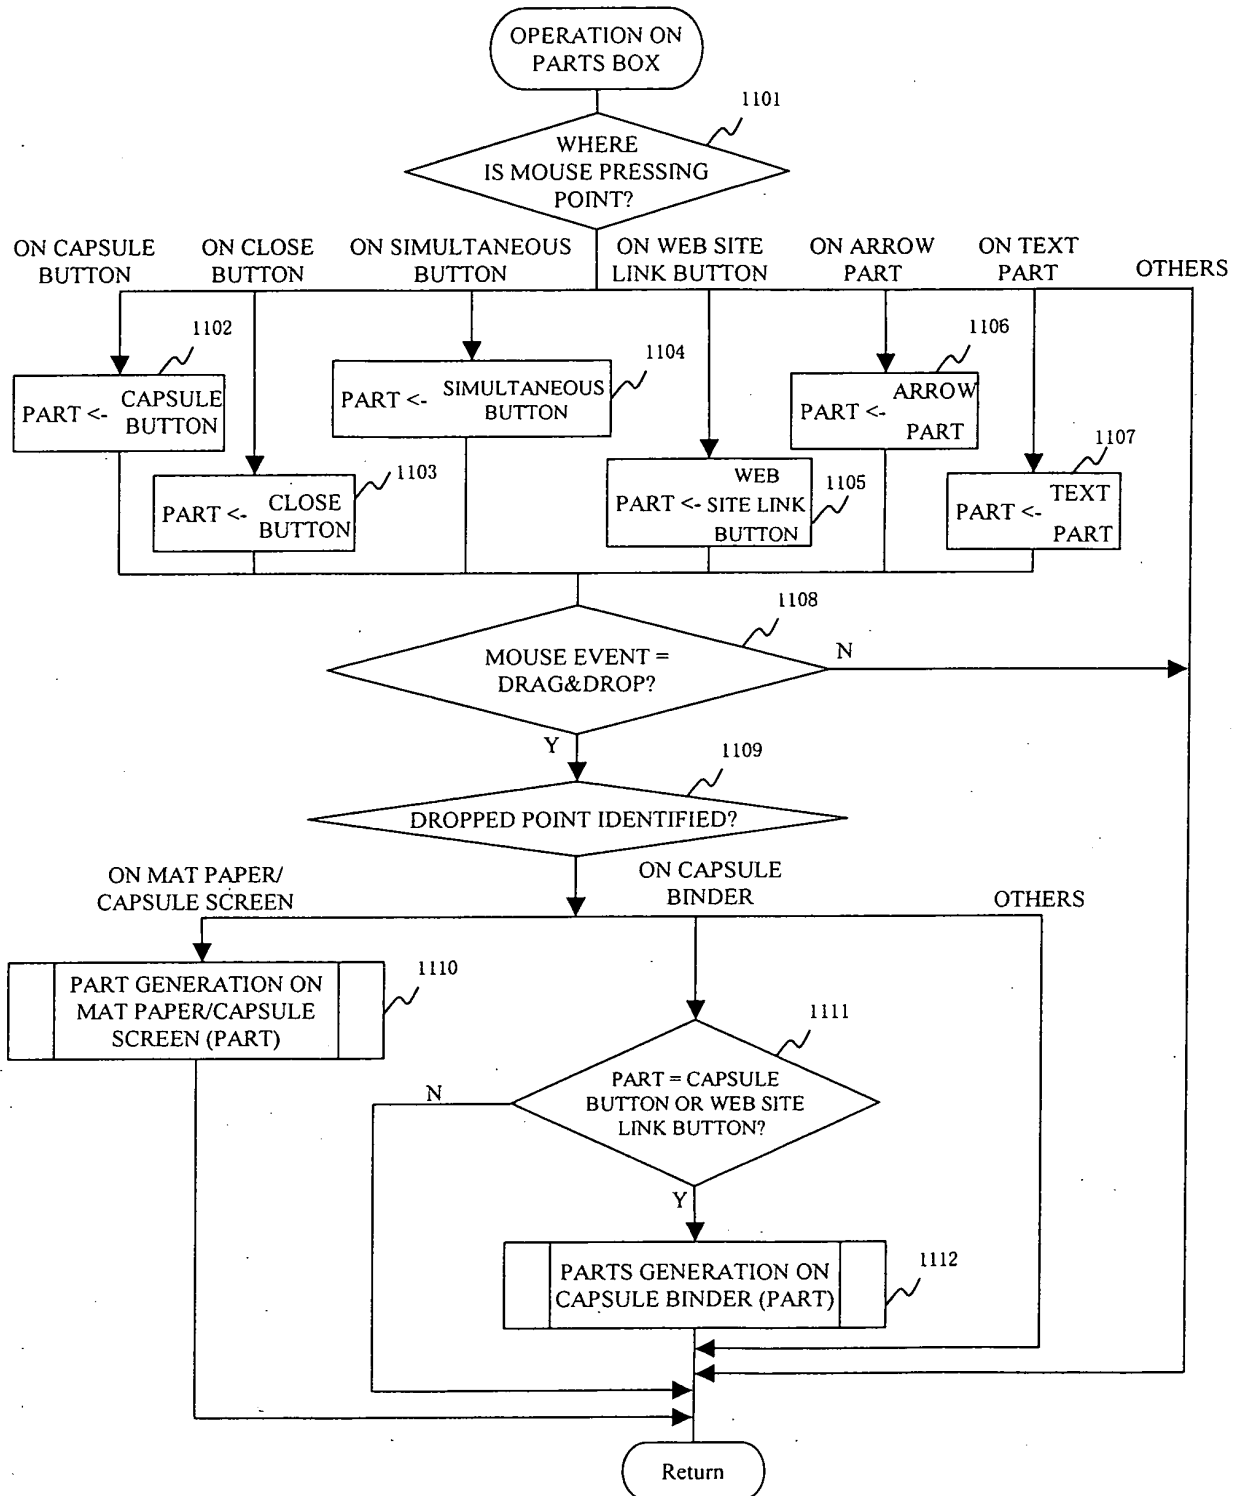 OPERATION ON
PARTS BOX
1101
WHERE
IS MOUSE PRESSING
POINT?
ON CAPSULE
BUTTON
ON CLOSE
BUTTON
ON SIMULTANEOUS
BUTTON
ON WEB SITE
LINK BUTTON
ON ARROW
PART
ON TEXT
PART
OTHERS
1102
PART <- CAPSULE
BUTTON
1103
PART <- CLOSE
BUTTON
1104
PART <- SIMULTANEOUS
BUTTON
1105
WEB
PART <- SITE LINK
BUTTON
1106
ARROW
PART <-
PART
1107
TEXT
PART <-
PART
1108
MOUSE EVENT =
DRAG&DROP?
N
Y
1109
DROPPED POINT IDENTIFIED?
ON MAT PAPER/
CAPSULE SCREEN
ON CAPSULE
BINDER
OTHERS
1110
PART GENERATION ON
MAT PAPER/CAPSULE
SCREEN (PART)
1111
PART = CAPSULE
BUTTON OR WEB SITE
LINK BUTTON?
N
Y
1112
PARTS GENERATION ON
CAPSULE BINDER (PART)
Return